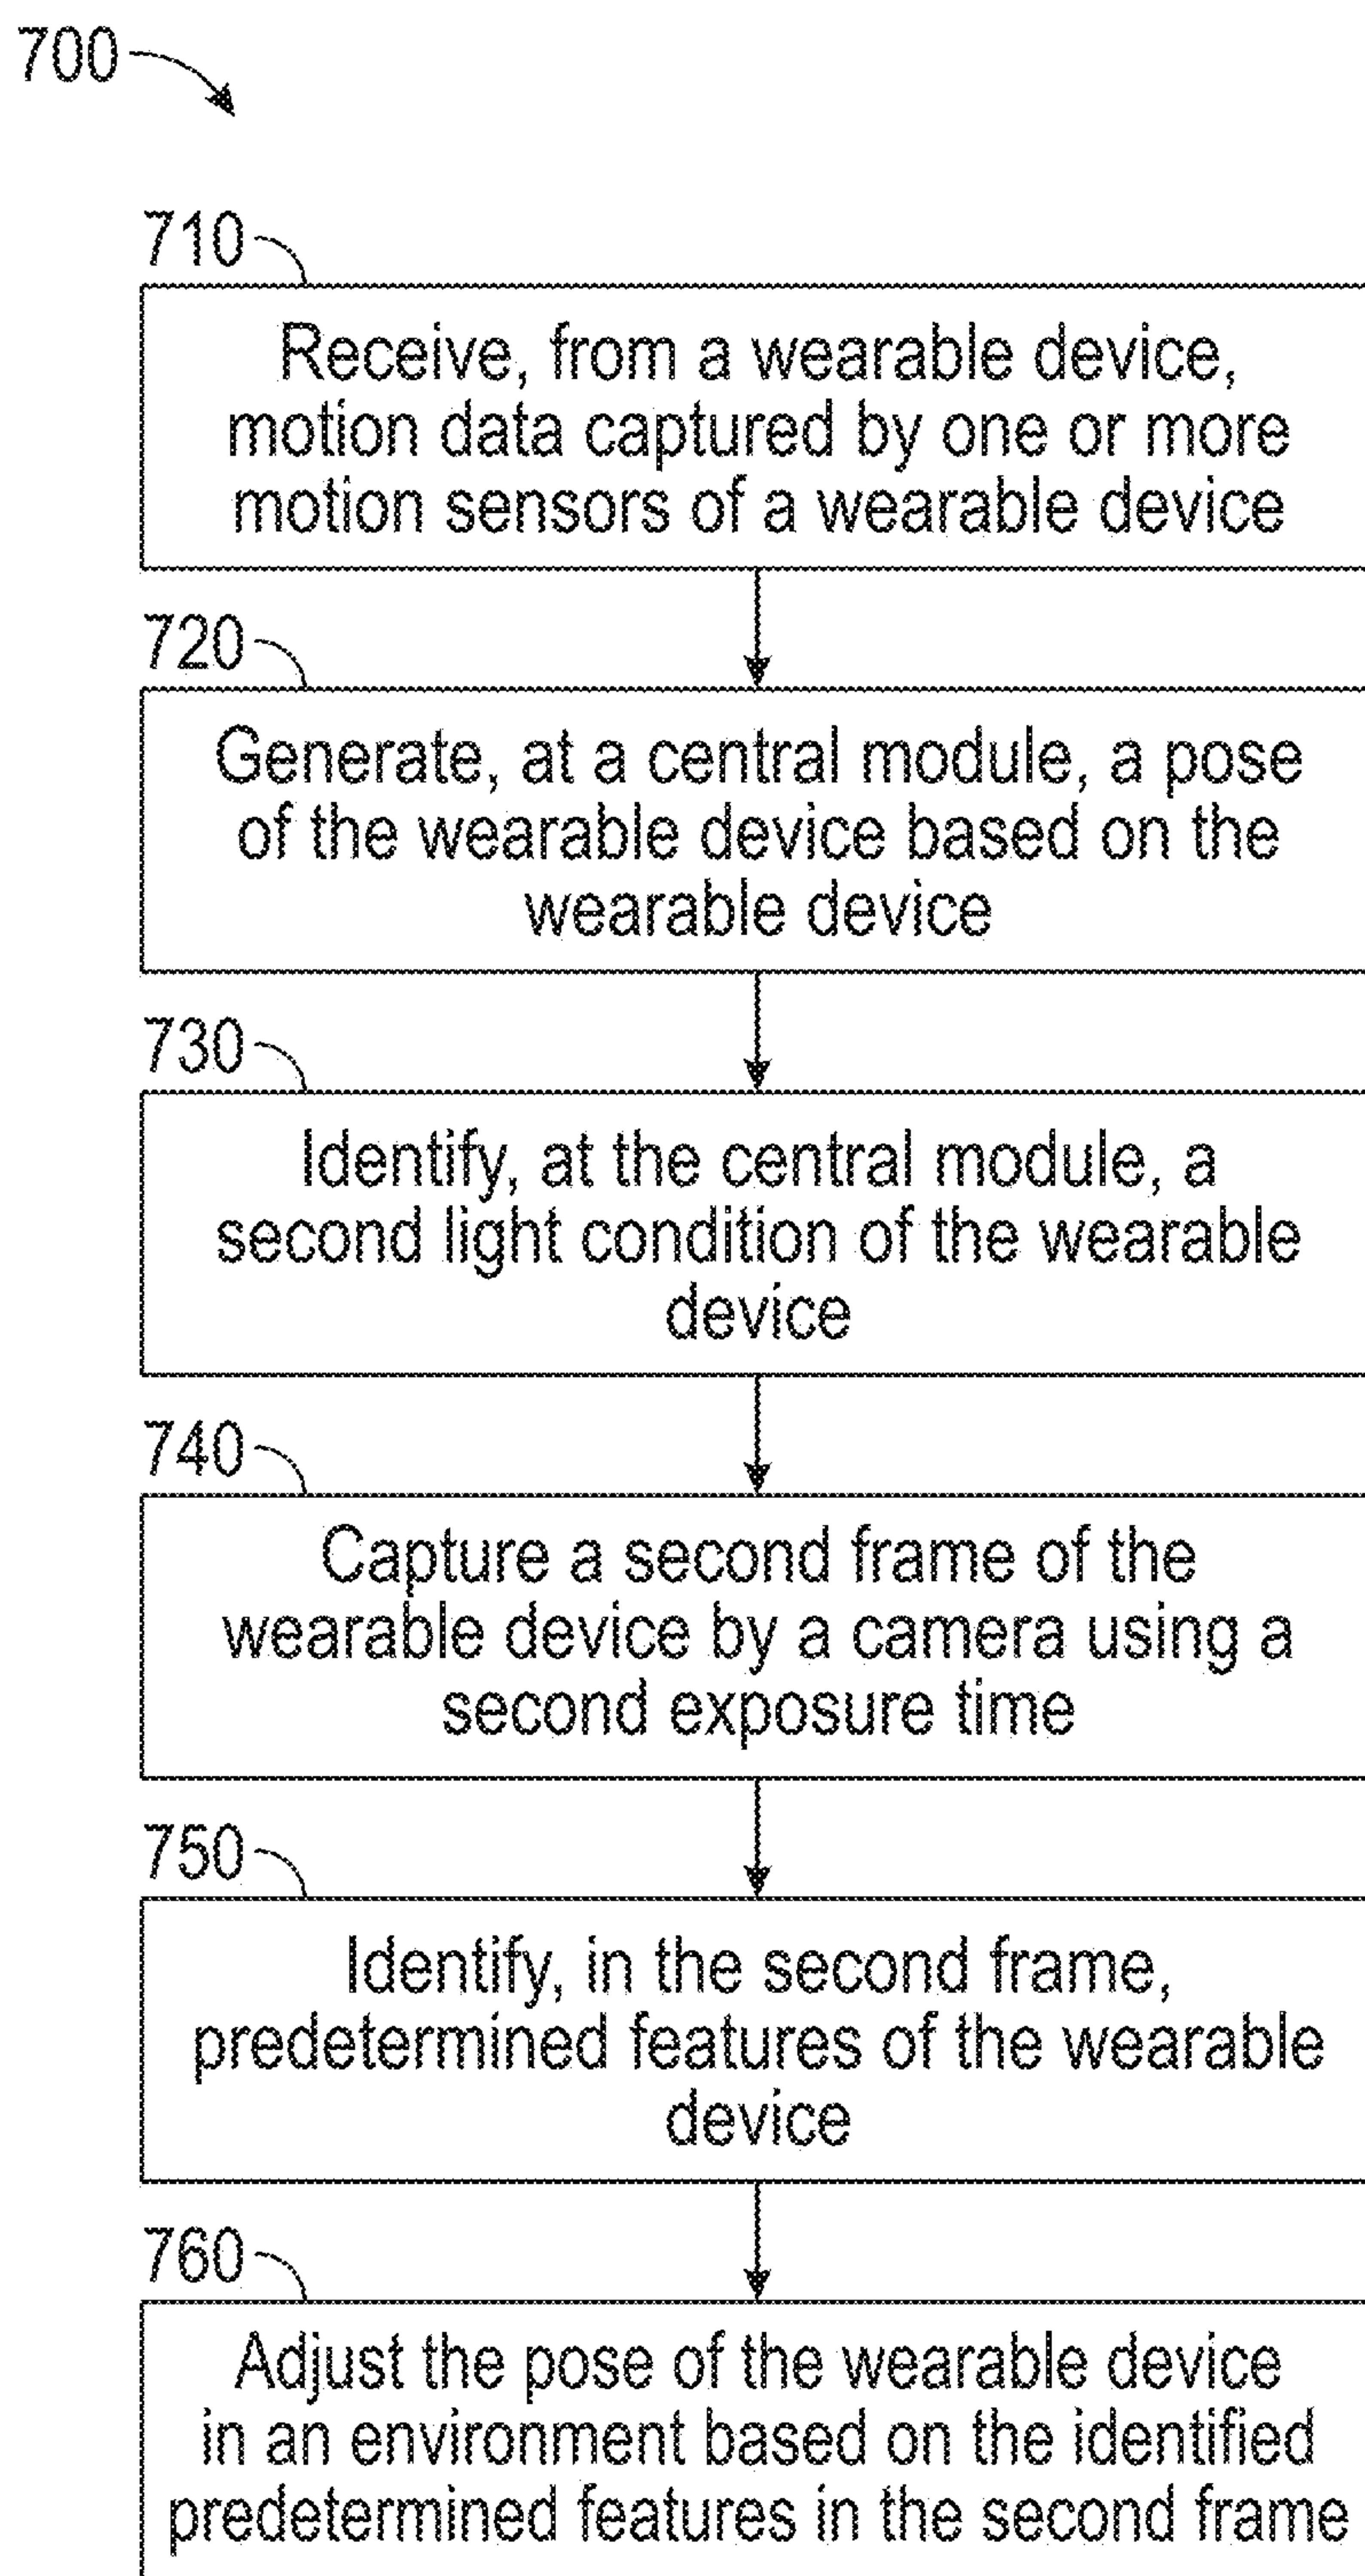 700
710
Receive, from a wearable device,
motion data captured by one or more
motion sensors of a wearable device
720
Generate, at a central module, a pose
of the wearable device based on the
wearable device
730
Identify, at the central module, a
second light condition of the wearable
device
740
Capture a second frame of the
wearable device by a camera using a
second exposure time
750
Identify, in the second frame,
predetermined features of the wearable
device
760
Adjust the pose of the wearable device
in an environment based on the identified
predetermined features in the second frame